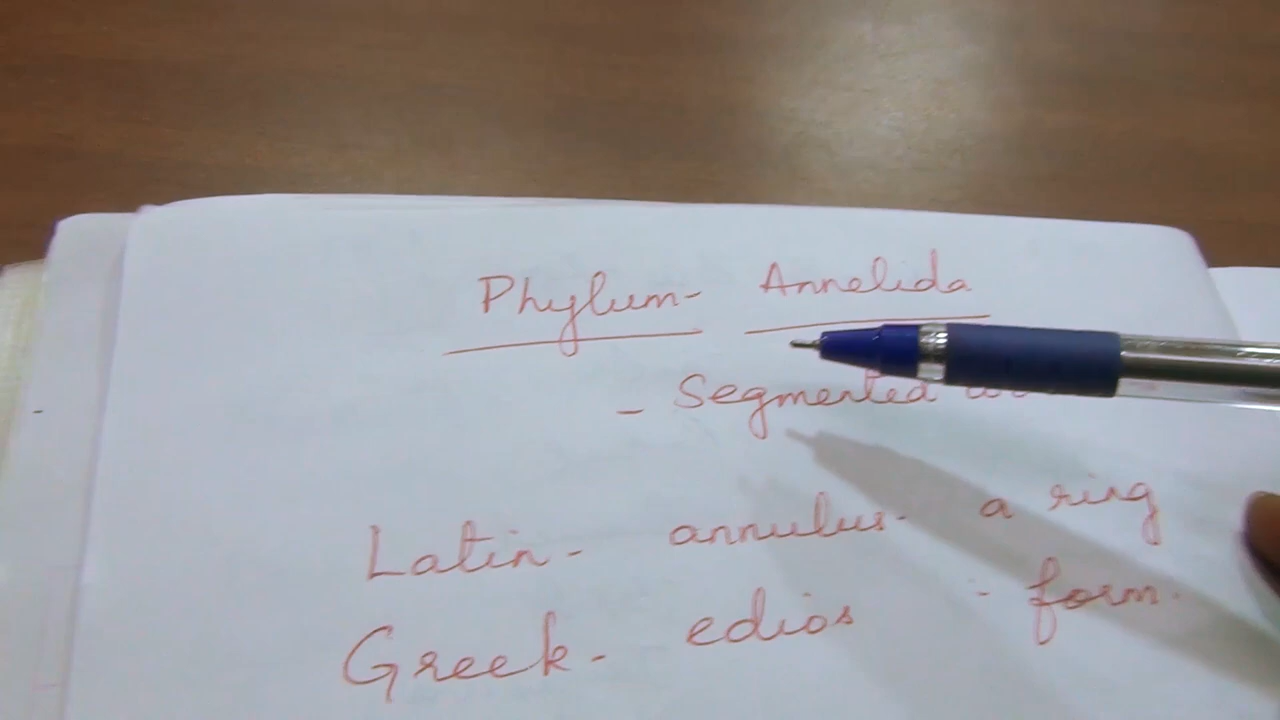 Phylum- Annelida
- Segmented
Latin- annulus- a ring
Greek- edios - form.